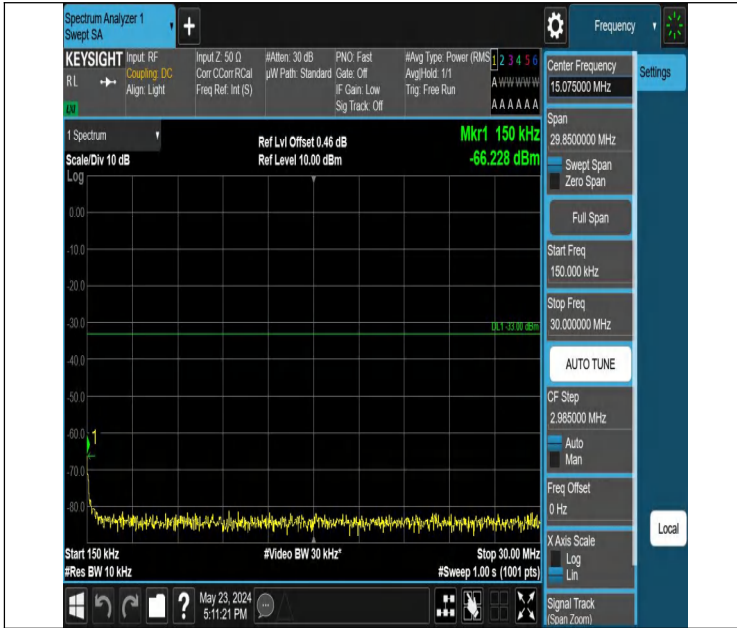 Spectrum Analyzer 1
Swept SA
+
Frequency
KEYSIGHT
RL
Input: RF
Coupling: DC
Align: Light
Input Z: 50 Ω
Corr CCorr RCal
Freq Ref: Int (S)
#Atten: 30 dB
µW Path: Standard
PNO: Fast
Gate: Off
IF Gain: Low
Sig Track: Off
#Avg Type: Power (RMS
Avg|Hold: 1/1
Trig: Free Run
1 2 3 4 5 6
A W W W W W
A A A A A A
1 Spectrum
Scale/Div 10 dB
Log
Ref Lvl Offset 0.46 dB
Ref Level 10.00 dBm
Mkr1 150 kHz
-66.228 dBm
0.00
-10.0
-20.0
-30.0
DL1 -33.00 dBm
-40.0
-50.0
-60.0
1
-70.0
-80.0
Start 150 kHz
#Video BW 30 kHz*
Stop 30.00 MHz
#Res BW 10 kHz
#Sweep 1.00 s (1001 pts)
?
May 23, 2024
5:11:21 PM
Center Frequency
15.075000 MHz
Settings
Span
29.8500000 MHz
Swept Span
Zero Span
Full Span
Start Freq
150.000 kHz
Stop Freq
30.000000 MHz
AUTO TUNE
CF Step
2.985000 MHz
Auto
Man
Freq Offset
0 Hz
Local
X Axis Scale
Log
Lin
Signal Track
(Span Zoom)